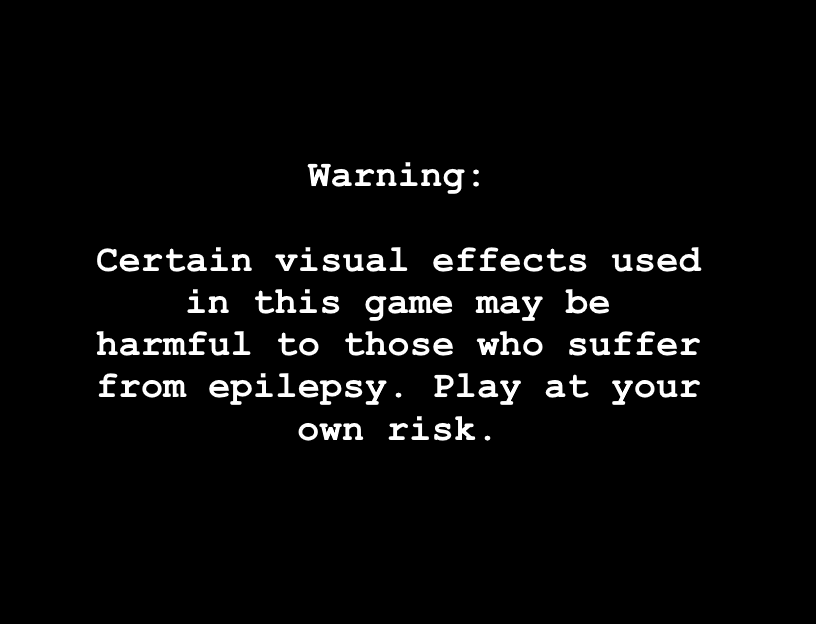 Warning:
Certain visual effects used
in this game may be
harmful to those who suffer
from epilepsy. Play at your
own risk.